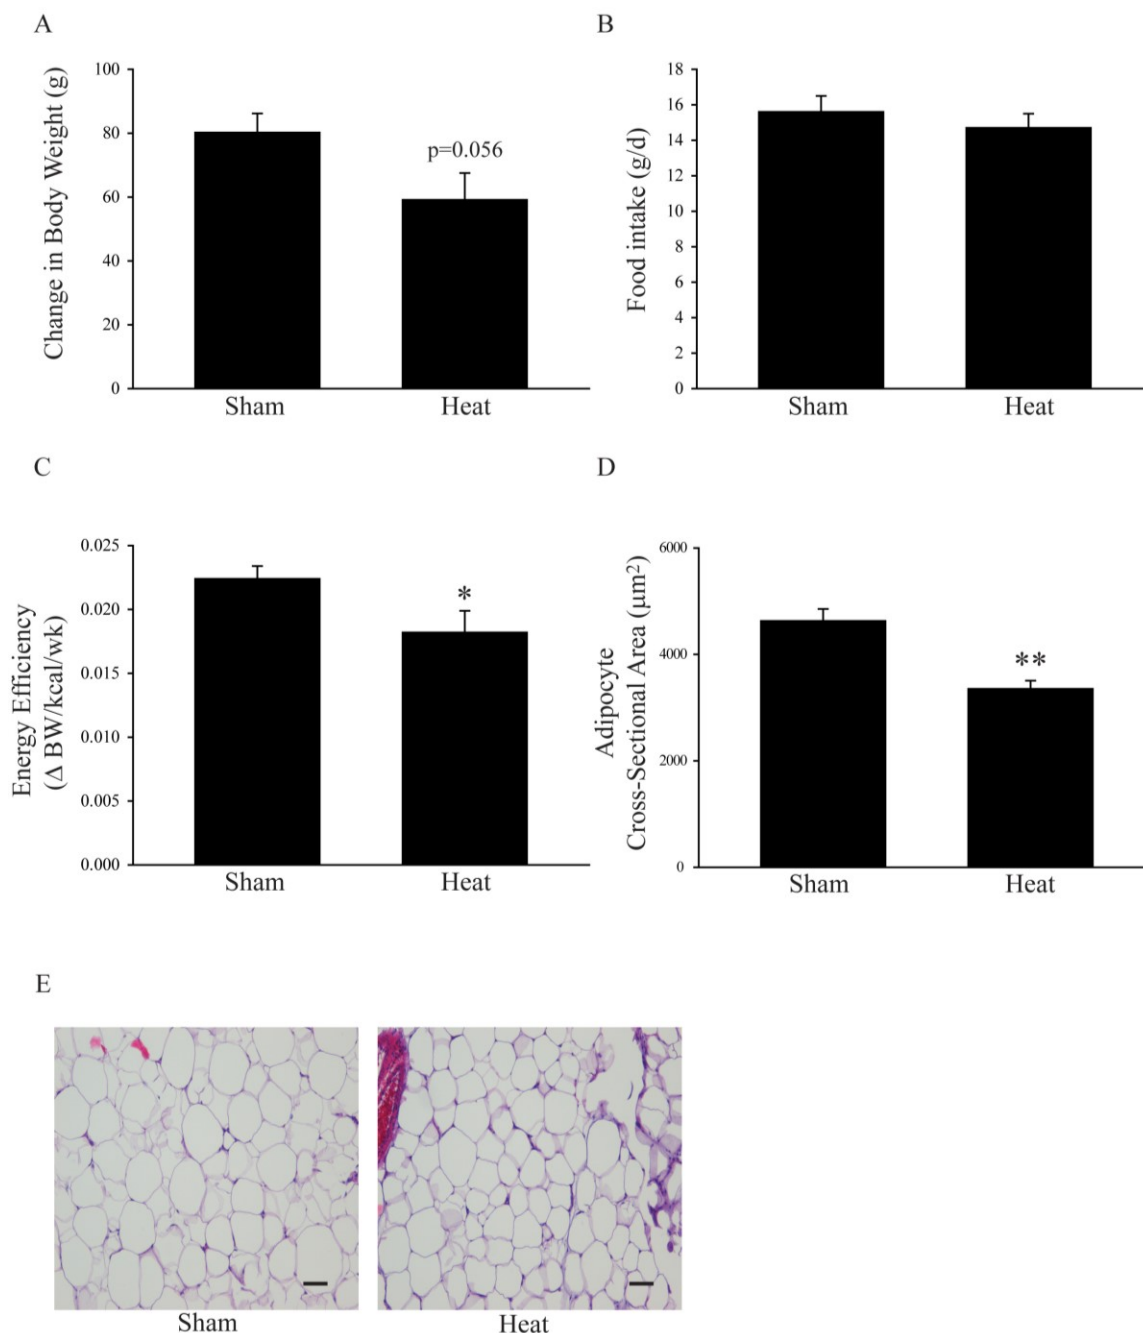 A
Change in Body Weight (g)
100
80
60
40
20
0
p=0.056
Sham Heat
B
Food intake (g/d)
18
16
14
12
10
8
6
4
2
0
Sham Heat
C
Energy Efficiency
(Δ BW/kcal/wk)
0.025
0.020
0.015
0.010
0.005
0.000
*
Sham Heat
D
Adipocyte
Cross-Sectional Area (µm²)
6000
4000
2000
0
**
Sham Heat
E
Sham Heat